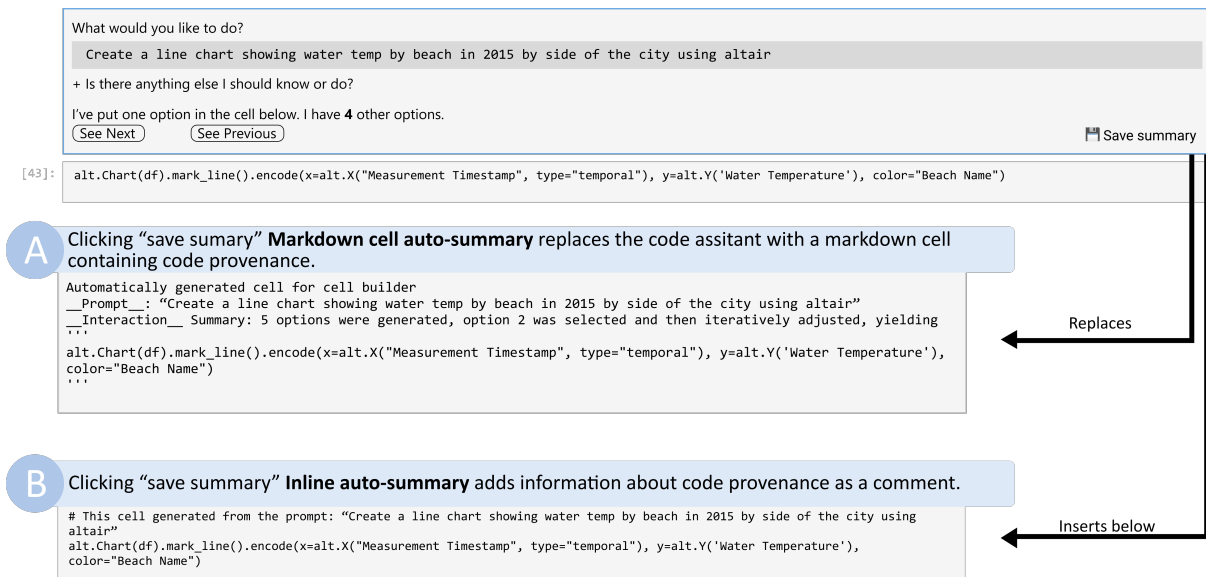 What would you like to do?
Create a line chart showing water temp by beach in 2015 by side of the city using altair
+ Is there anything else I should know or do?
I've put one option in the cell below. I have 4 other options.
See Next See Previous
Save summary
[43]: alt.Chart(df).mark_line().encode(x=alt.X("Measurement Timestamp", type="temporal"), y=alt.Y('Water Temperature'), color="Beach Name")
A
Clicking “save sumary” Markdown cell auto-summary replaces the code assitant with a markdown cell
containing code provenance.
Automatically generated cell for cell builder
__Prompt__: “Create a line chart showing water temp by beach in 2015 by side of the city using altair”
__Interaction__ Summary: 5 options were generated, option 2 was selected and then iteratively adjusted, yielding
'''
alt.Chart(df).mark_line().encode(x=alt.X("Measurement Timestamp", type="temporal"), y=alt.Y('Water Temperature'),
color="Beach Name")
'''
Replaces
B
Clicking “save summary” Inline auto-summary adds information about code provenance as a comment.
# This cell generated from the prompt: “Create a line chart showing water temp by beach in 2015 by side of the city using
altair”
alt.Chart(df).mark_line().encode(x=alt.X("Measurement Timestamp", type="temporal"), y=alt.Y('Water Temperature'),
color="Beach Name")
Inserts below